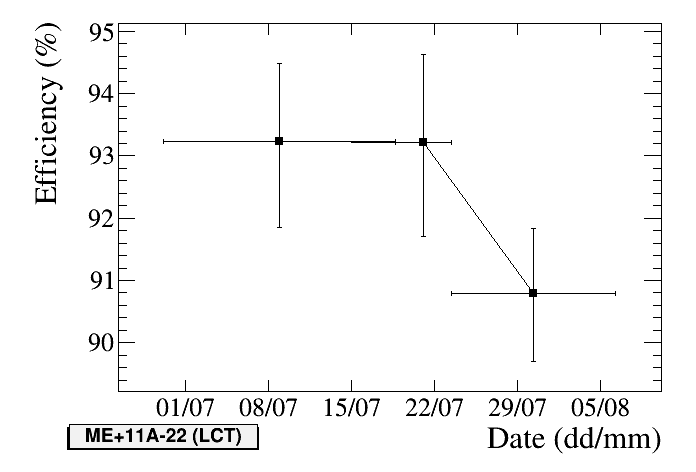 Efficiency (%)
95
94
93
92
91
90
01/07 08/07 15/07 22/07 29/07 05/08
ME+11A-22 (LCT)
Date (dd/mm)